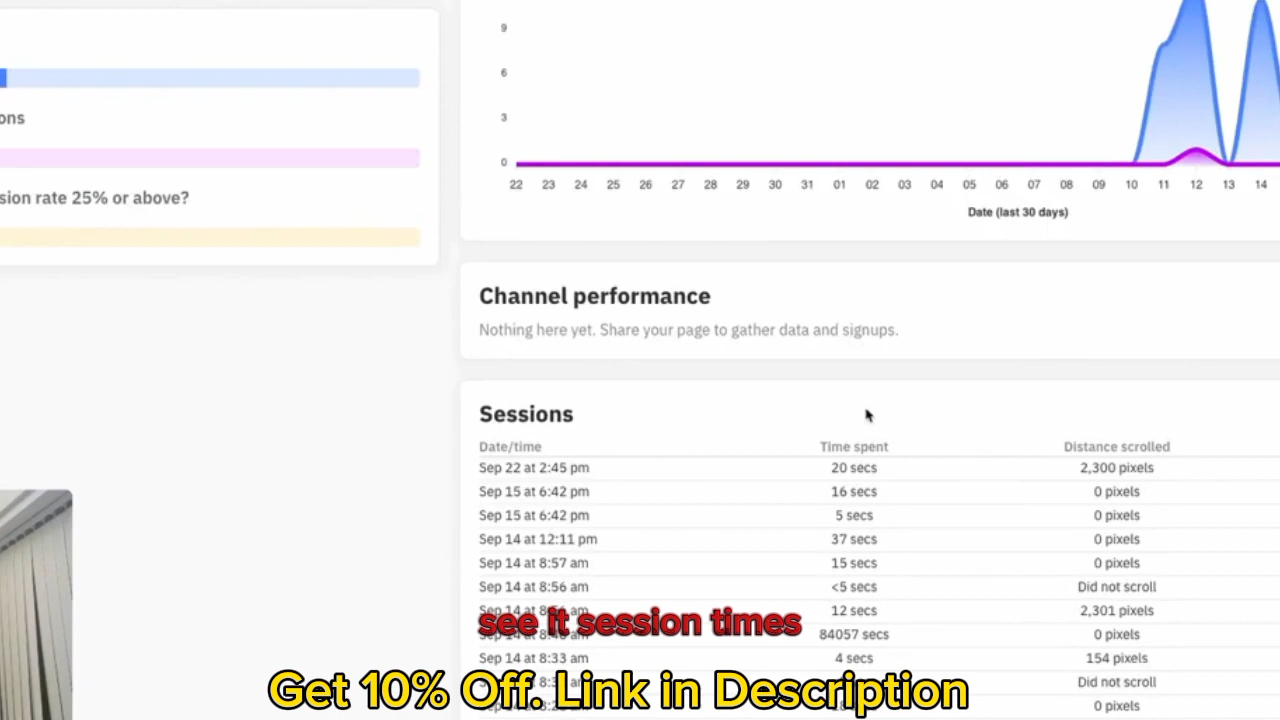 ons
sion rate 25% or above?
9
6
3
0
22 23 24 25 26 27 28 29 30 31 01 02 03 04 05 06 07 08 09 10 11 12 13 14
Date (last 30 days)
Channel performance
Nothing here yet. Share your page to gather data and signups.
Sessions
Date/time Time spent Distance scrolled
Sep 22 at 2:45 pm 20 secs 2,300 pixels
Sep 15 at 6:42 pm 16 secs 0 pixels
Sep 15 at 6:42 pm 5 secs 0 pixels
Sep 14 at 12:11 pm 37 secs 0 pixels
Sep 14 at 8:57 am 15 secs 0 pixels
Sep 14 at 8:56 am <5 secs Did not scroll
Sep 14 at am 12 secs 2,301 pixels
see it session times
Sep 14 at am 84057 secs 0 pixels
Sep 14 at 8:33 am 4 secs 154 pixels
Did not scroll
Get 10% Off. Link in Description
0 pixels